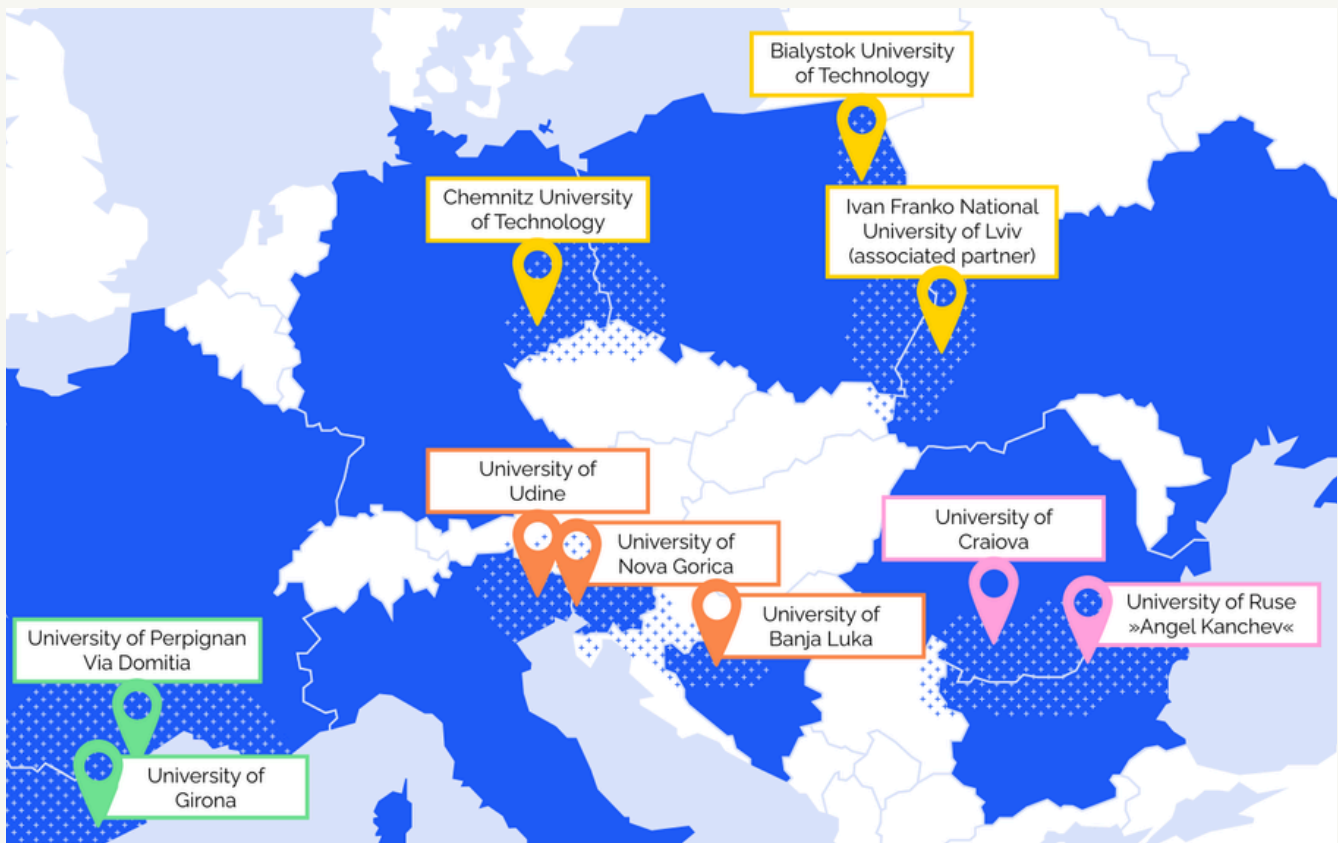 Bialystok University
of Technology
Chemnitz University
of Technology
Ivan Franko National
University of Lviv
(associated partner)
University of
Udine
University of
Nova Gorica
University of
Banja Luka
University of
Craiova
University of Ruse
»Angel Kanchev«
University of Perpignan
Via Domitia
University of
Girona